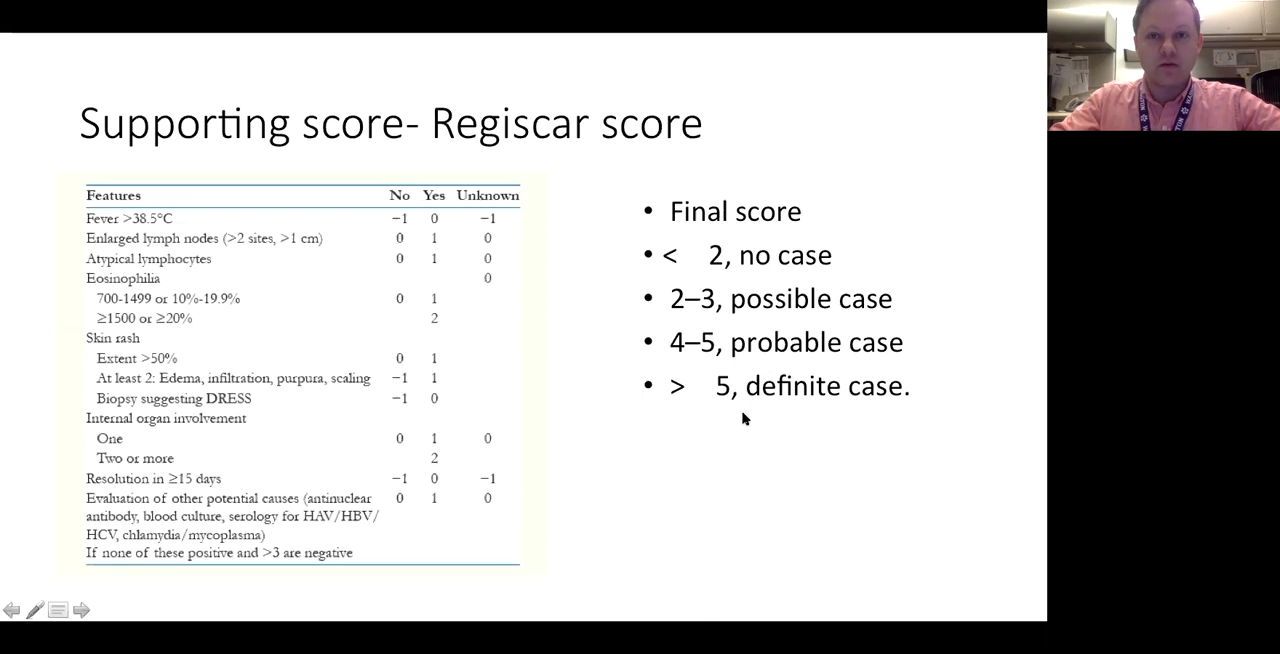 Supporting score- Regiscar score
Features No Yes Unknown
Fever >38.5°C −1 0 −1
Enlarged lymph nodes (>2 sites, >1 cm) 0 1 0
Atypical lymphocytes 0 1 0
Eosinophilia 0
700-1499 or 10%-19.9% 0 1
≥1500 or ≥20% 2
Skin rash
Extent >50% 0 1
At least 2: Edema, infiltration, purpura, scaling −1 1
Biopsy suggesting DRESS −1 0
Internal organ involvement
One 0 1 0
Two or more 2
Resolution in ≥15 days −1 0 −1
Evaluation of other potential causes (antinuclear 0 1 0
antibody, blood culture, serology for HAV/HBV/
HCV, chlamydia/mycoplasma)
If none of these positive and >3 are negative
• Final score
• < 2, no case
• 2–3, possible case
• 4–5, probable case
• > 5, definite case.